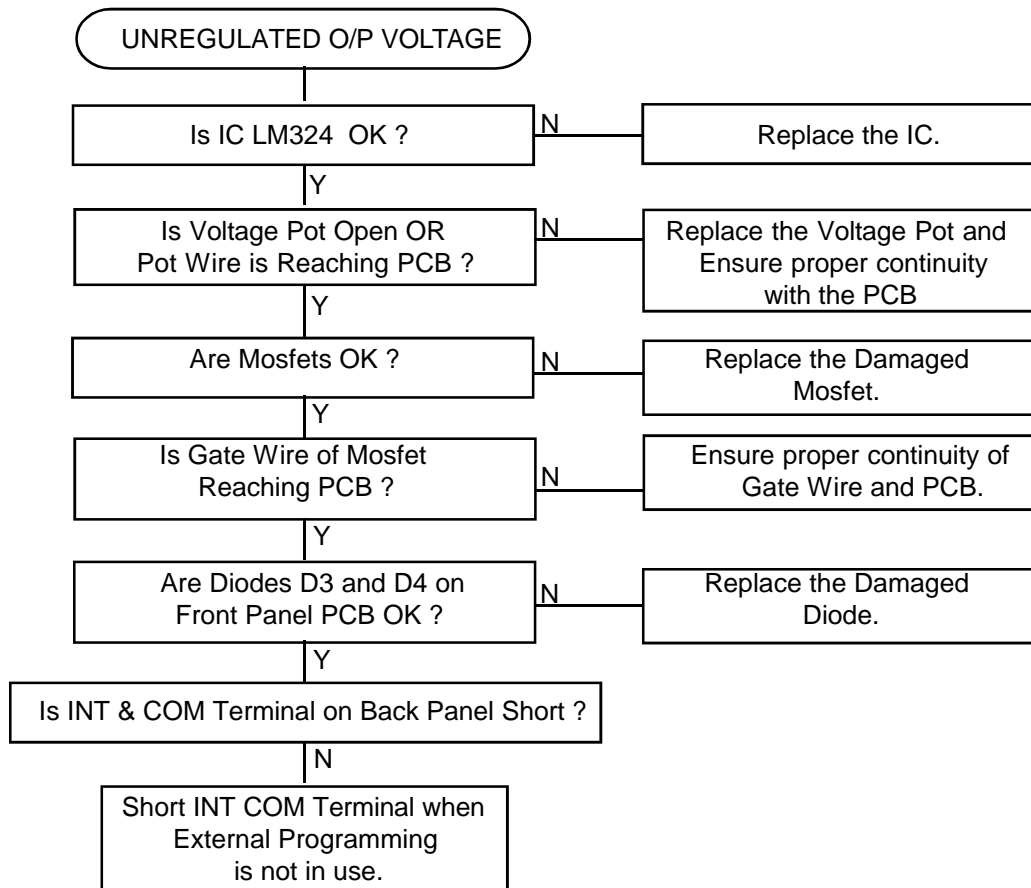 UNREGULATED O/P VOLTAGE
Is IC LM324 OK ?
N
Replace the IC.
Y
Is Voltage Pot Open OR
Pot Wire is Reaching PCB ?
N
Replace the Voltage Pot and
Ensure proper continuity
with the PCB
Y
Are Mosfets OK ?
N
Replace the Damaged
Mosfet.
Y
Is Gate Wire of Mosfet
Reaching PCB ?
N
Ensure proper continuity of
Gate Wire and PCB.
Y
Are Diodes D3 and D4 on
Front Panel PCB OK ?
N
Replace the Damaged
Diode.
Y
Is INT & COM Terminal on Back Panel Short ?
N
Short INT COM Terminal when
External Programming
is not in use.